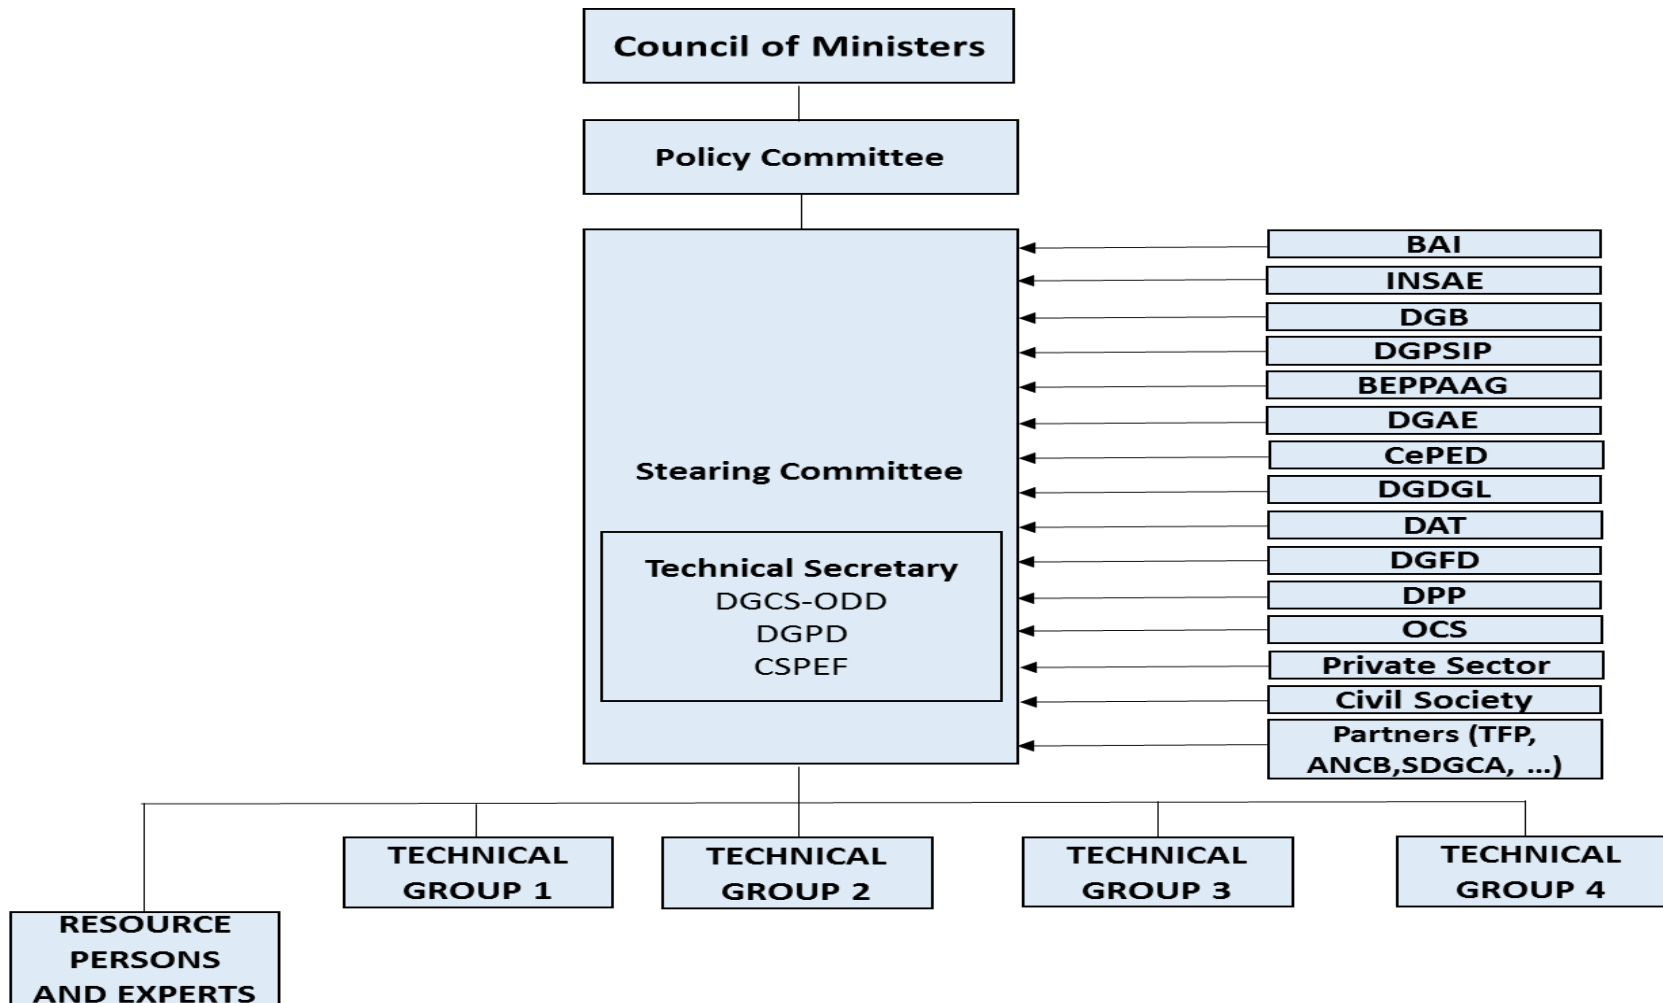 Council of Ministers
Policy Committee
Stearing Committee
Technical Secretary
DGCS-ODD
DGPD
CSPEF
BAI
INSAE
DGB
DGPSIP
BEPPAAG
DGAE
CePED
DGDGL
DAT
DGFD
DPP
OCS
Private Sector
Civil Society
Partners (TFP,
ANCB,SDGCA, ...)
RESOURCE
PERSONS
AND EXPERTS
TECHNICAL
GROUP 1
TECHNICAL
GROUP 2
TECHNICAL
GROUP 3
TECHNICAL
GROUP 4